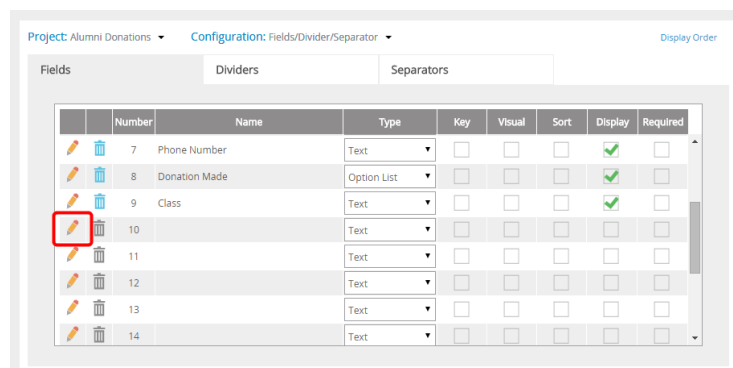 Project: Alumni Donations Configuration: Fields/Divider/Separator Display Order
Fields Dividers Separators
Number Name Type Key Visual Sort Display Required
7 Phone Number Text
8 Donation Made Option List
9 Class Text
10 Text
11 Text
12 Text
13 Text
14 Text